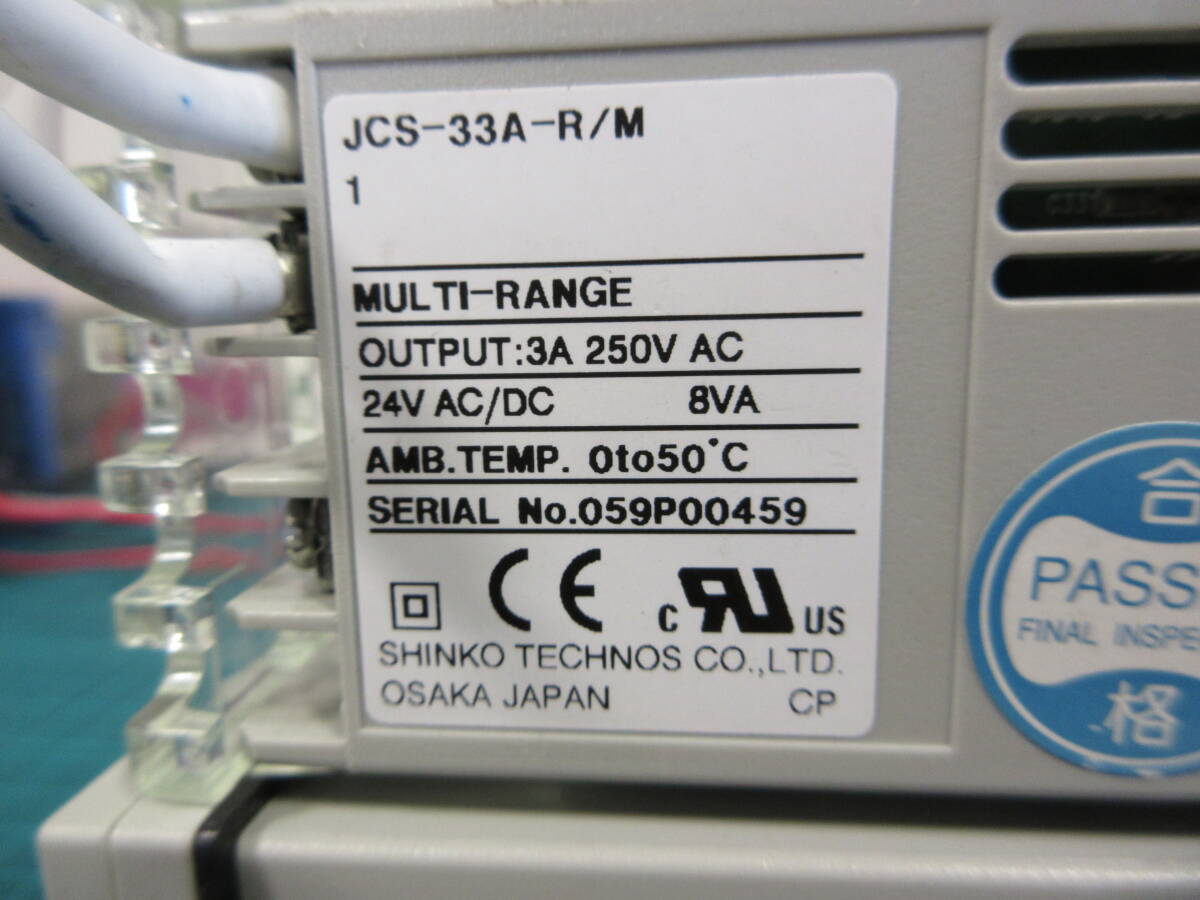 JCS-33A-R/M
1
MULTI-RANGE
OUTPUT:3A 250V AC
24V AC/DC 8VA
AMB.TEMP. 0to50°C
SERIAL No.059P00459
CE c RU US
SHINKO TECHNOS CO.,LTD.
OSAKA JAPAN CP
合
PASS
FINAL INSPE
格